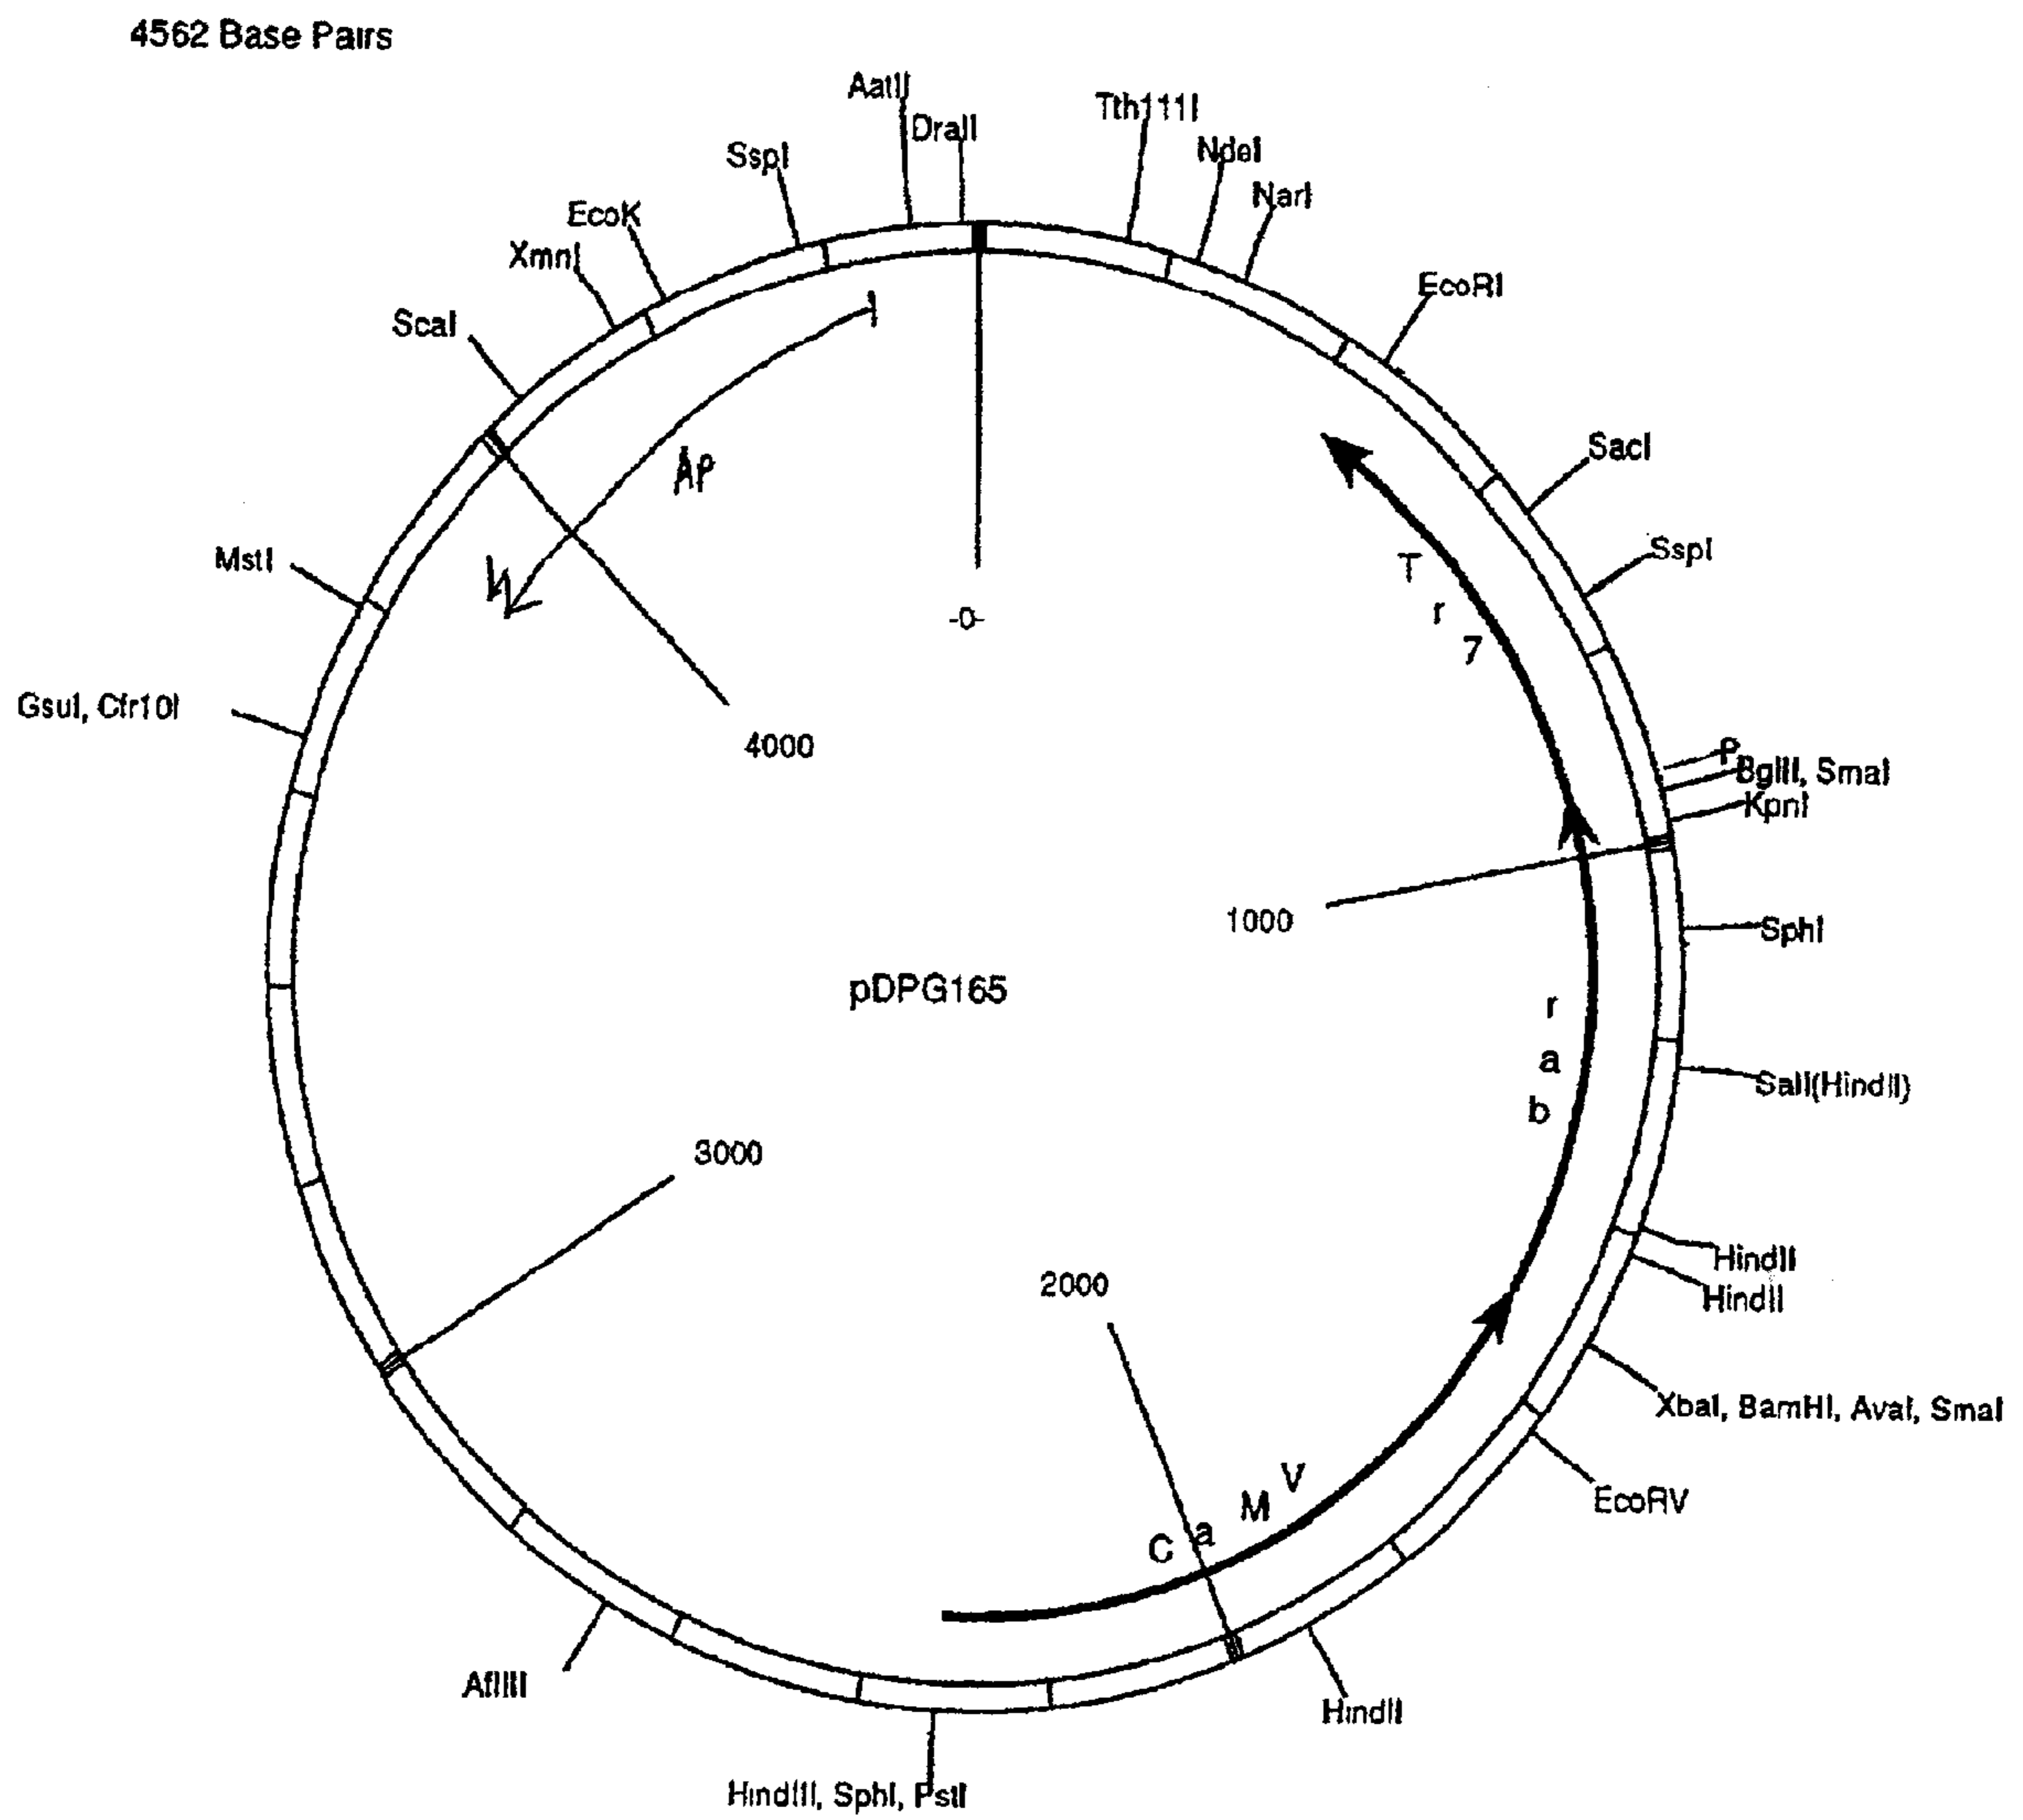 4562 Base Pairs
AatII
DraII
Tth111I
NdeI
NarI
SspI
EcoK
XmnI
ScaI
EcoRI
SacI
SspI
MstI
GsuI, Cfr10I
AP
T
r
7
-0-
4000
P
BglII, SmaI
KpnI
1000
SphI
pDPG165
r
a
b
SalI(HindII)
3000
HindII
HindII
2000
XbaI, BamHI, AvaI, SmaI
EcoRV
C a M V
AflIII
HindII
HindIII, SphI, PstI